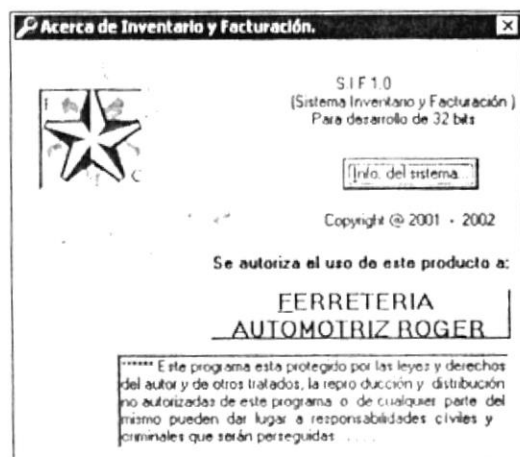 Acerca de Inventario y Facturación.
S.I F 1.0
(Sistema Inventario y Facturación )
Para desarrollo de 32 bits
Info. del sistema...
Copyright @ 2001 - 2002
Se autoriza el uso de este producto a:
FERRETERIA
AUTOMOTRIZ ROGER
****** Este programa esta protegido por las leyes y derechos
del autor y de otros tratados, la repro ducción y distribución
no autorizadas de este programa o de cualquier parte del
mismo pueden dar lugar a responsabilidades cíviles y
criminales que serán perseguidas . . . .